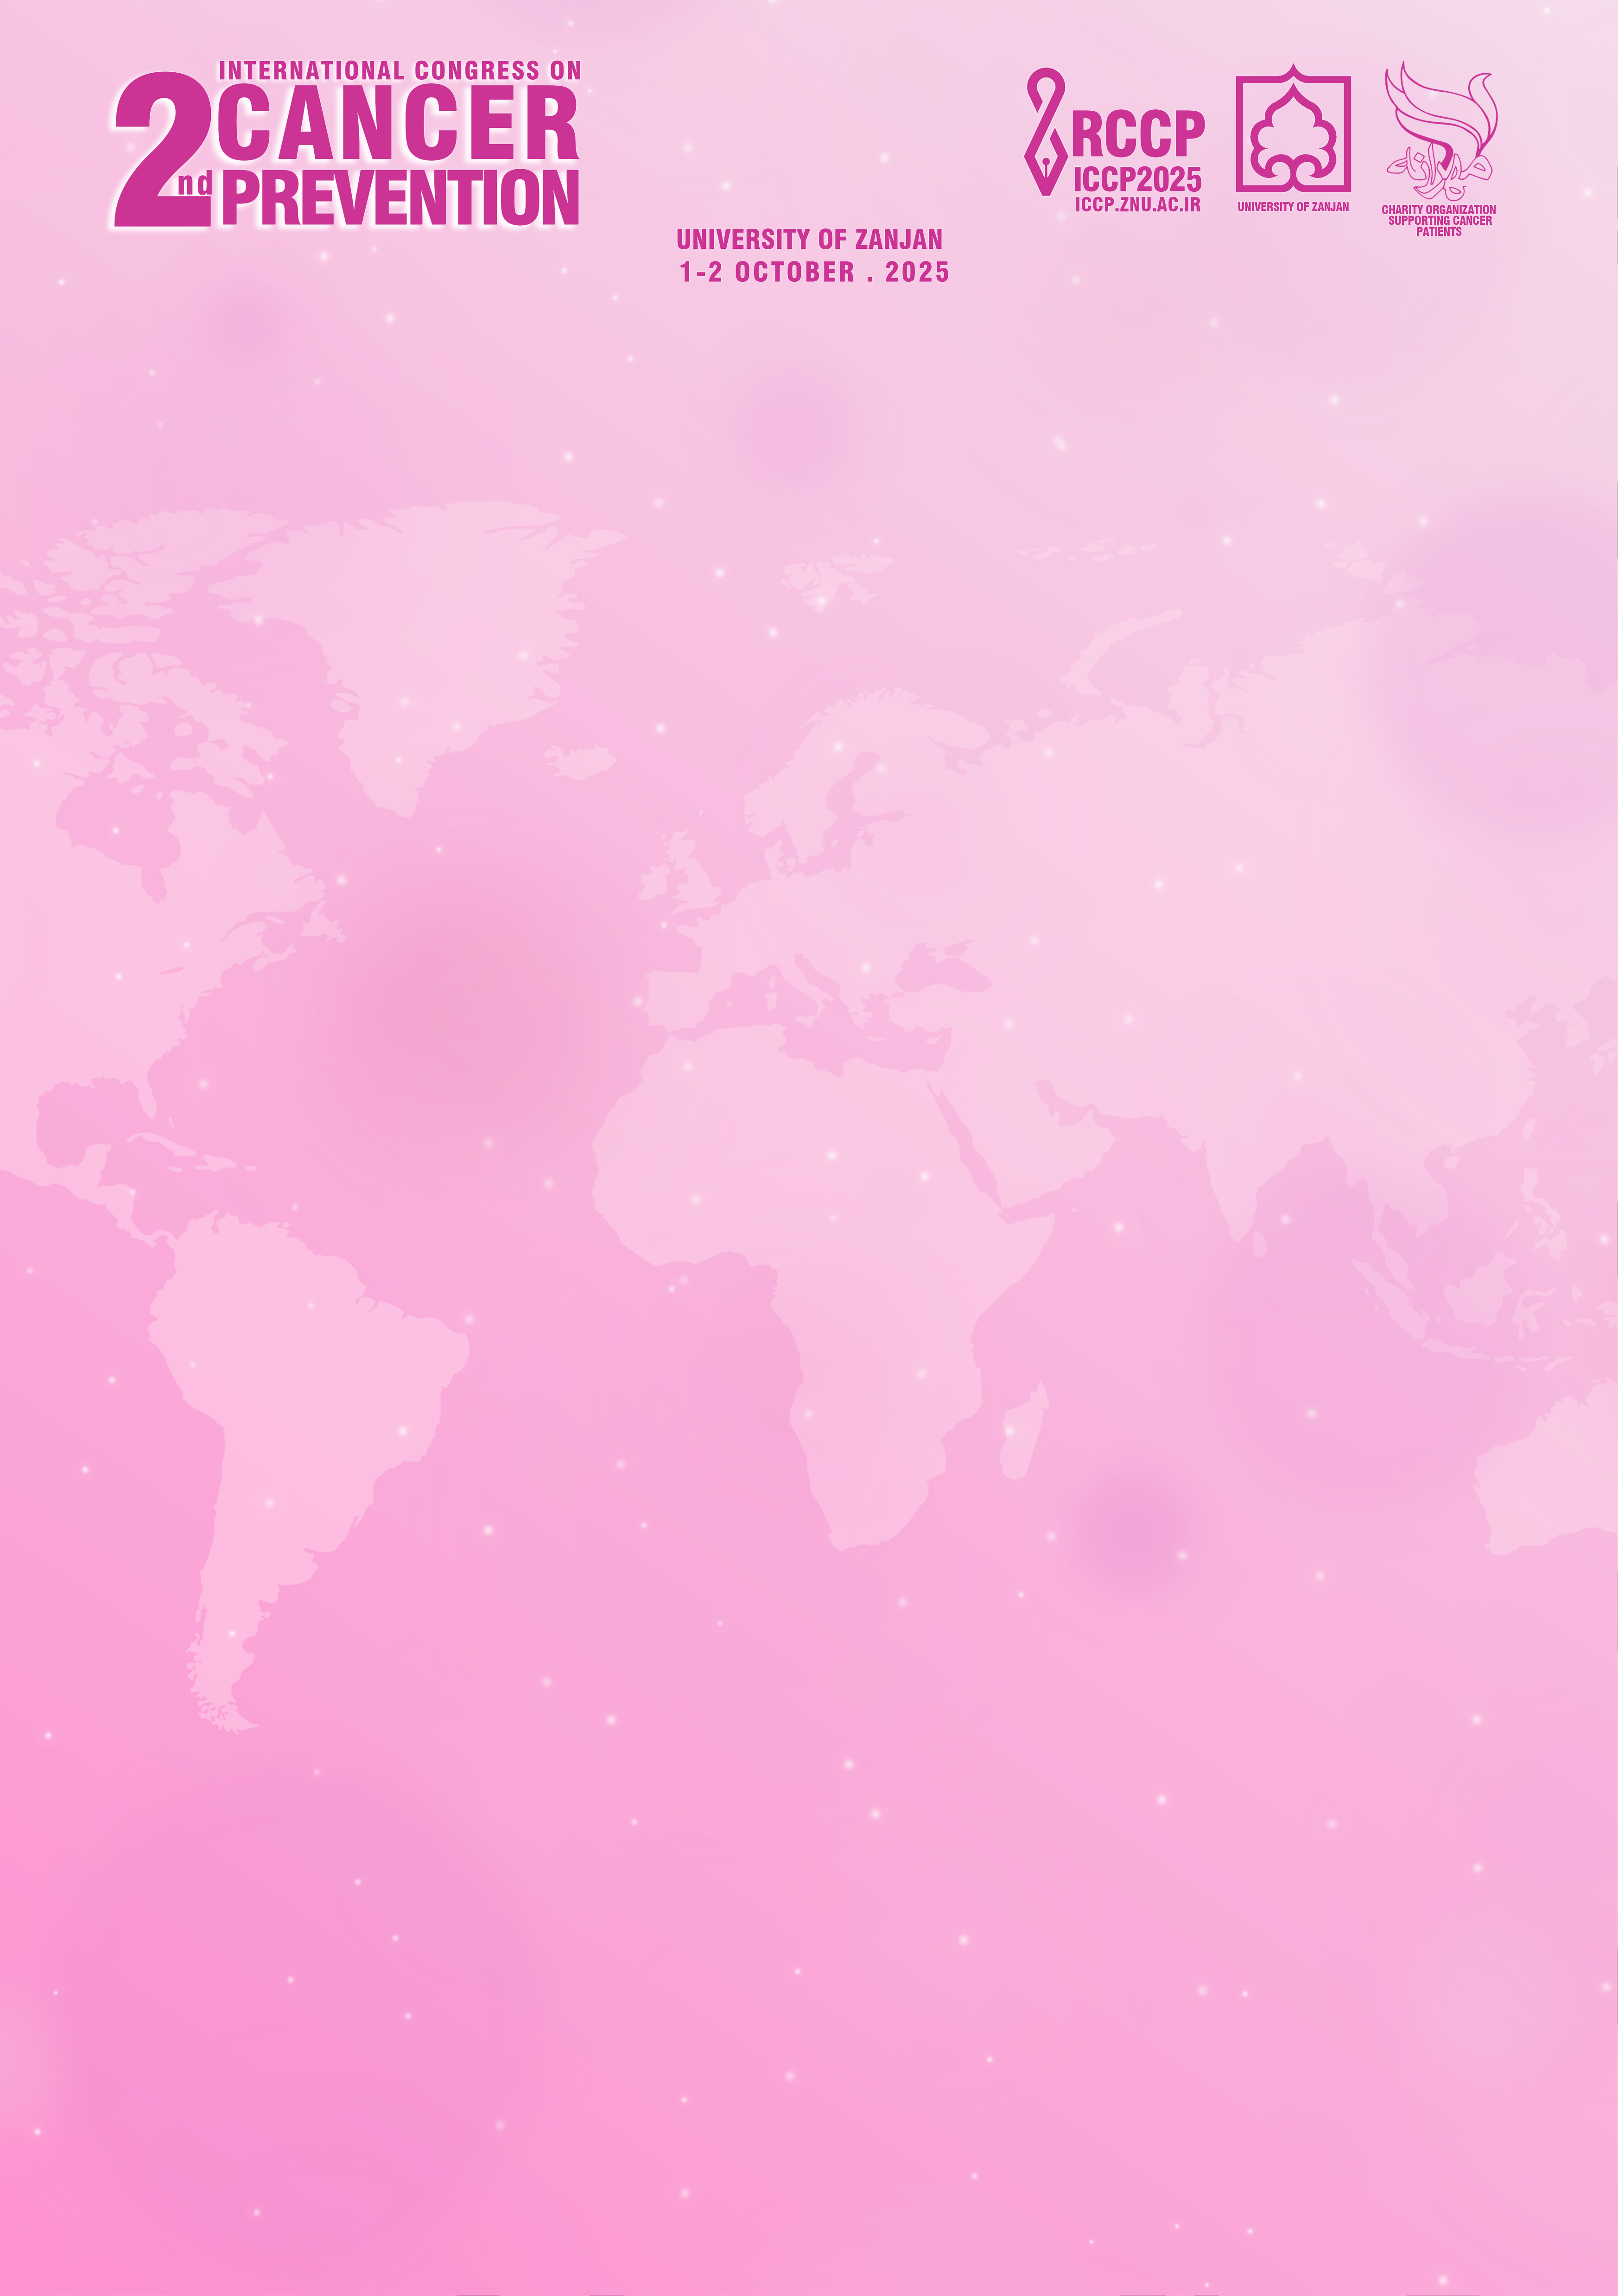 INTERNATIONAL CONGRESS ON
2nd CANCER
PREVENTION
RCCP
ICCP2025
ICCP.ZNU.AC.IR
UNIVERSITY OF ZANJAN
CHARITY ORGANIZATION
SUPPORTING CANCER
PATIENTS
UNIVERSITY OF ZANJAN
1-2 OCTOBER . 2025